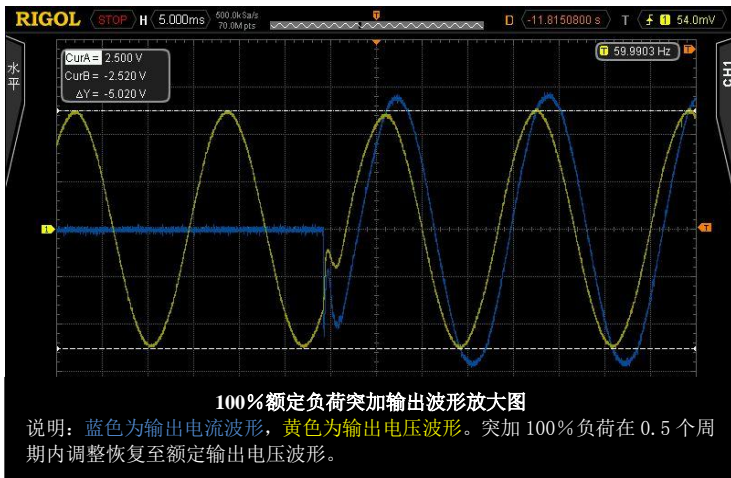 RIGOL STOP H 5.000ms 500.0kSa/s 70.0Mpts D -11.8150800 s T 1 54.0mV
T
水平
CurA = 2.500 V
CurB = -2.520 V
ΔY = -5.020 V
T 59.9903 Hz
T
CH1
1
T
100%额定负荷突加输出波形放大图
说明：蓝色为输出电流波形，黄色为输出电压波形。突加 100%负荷在 0.5 个周
期内调整恢复至额定输出电压波形。